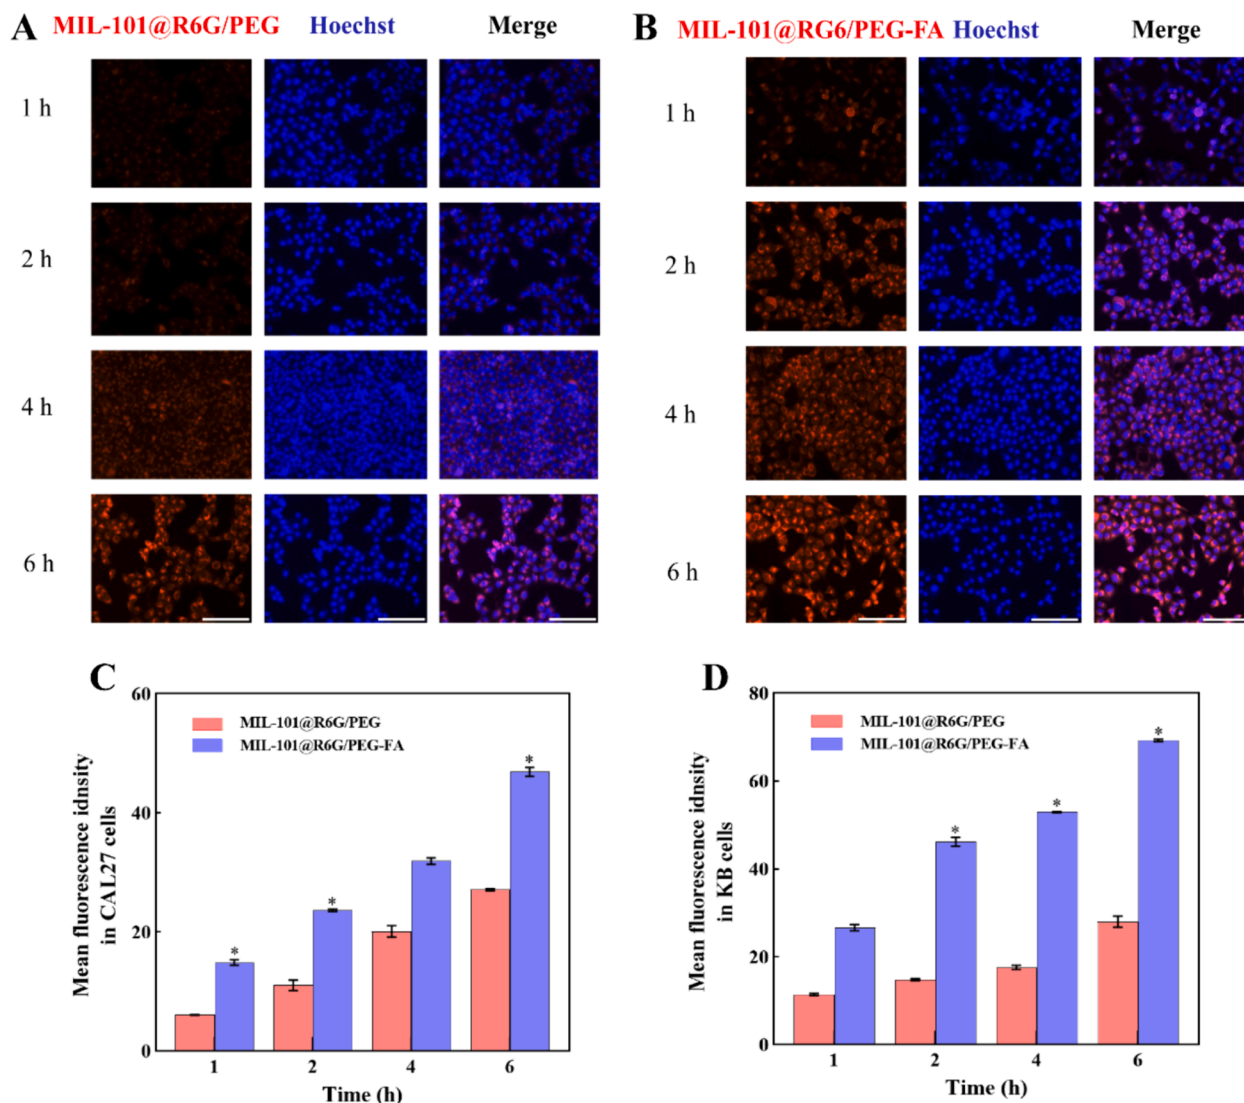 A
MIL-101@R6G/PEG Hoechst Merge
1 h
2 h
4 h
6 h
B
MIL-101@RG6/PEG-FA Hoechst Merge
1 h
2 h
4 h
6 h
C
Mean fluorescence idnsity
in CAL27 cells
60
40
20
0
MIL-101@R6G/PEG
MIL-101@R6G/PEG-FA
*
*
*
1 2 4 6
Time (h)
D
Mean fluorescence idnsity
in KB cells
80
60
40
20
0
MIL-101@R6G/PEG
MIL-101@R6G/PEG-FA
*
*
*
1 2 4 6
Time (h)